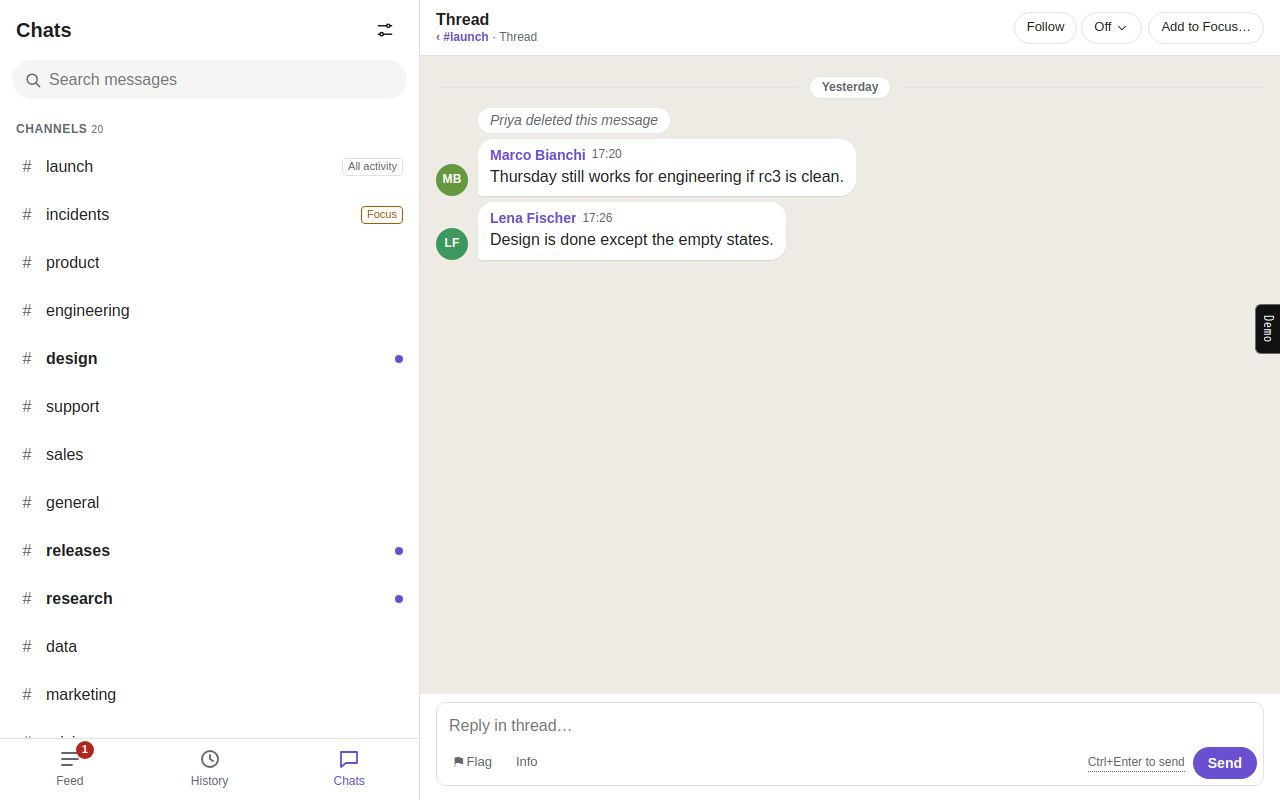 Chats
Search messages
CHANNELS 20
# launch All activity
# incidents Focus
# product
# engineering
# design
# support
# sales
# general
# releases
# research
# data
# marketing
1
Feed
History
Chats
Thread
‹ #launch · Thread
Follow
Off
Add to Focus…
Yesterday
Priya deleted this message
MB
Marco Bianchi 17:20
Thursday still works for engineering if rc3 is clean.
LF
Lena Fischer 17:26
Design is done except the empty states.
Demo
Reply in thread…
Flag
Info
Ctrl+Enter to send
Send